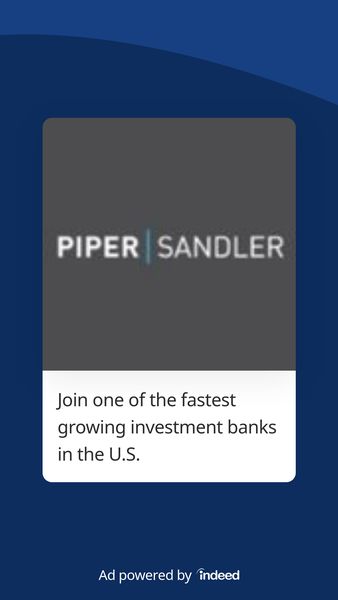 PIPER | SANDLER
Join one of the fastest
growing investment banks
in the U.S.
Ad powered by indeed